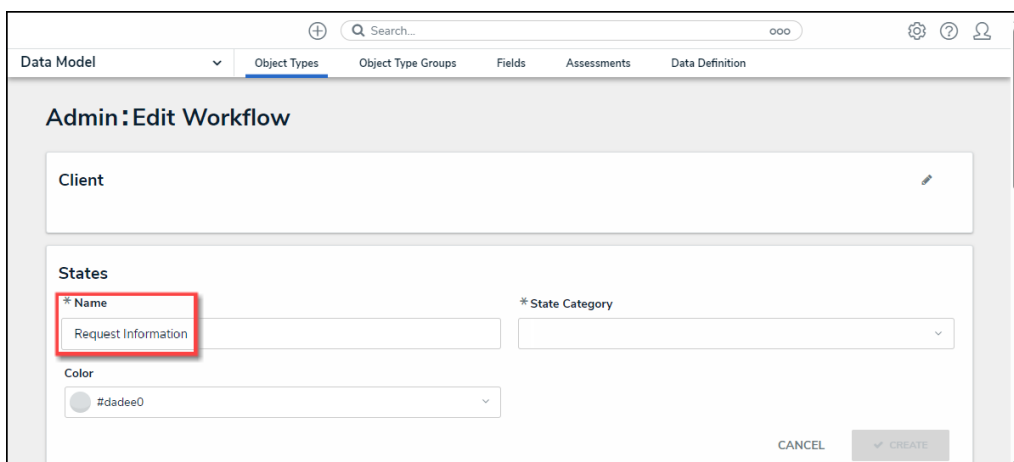 Search...
Data Model Object Types Object Type Groups Fields Assessments Data Definition
Admin:Edit Workflow
Client
States
* Name * State Category
Request Information
Color
#dadee0
CANCEL CREATE